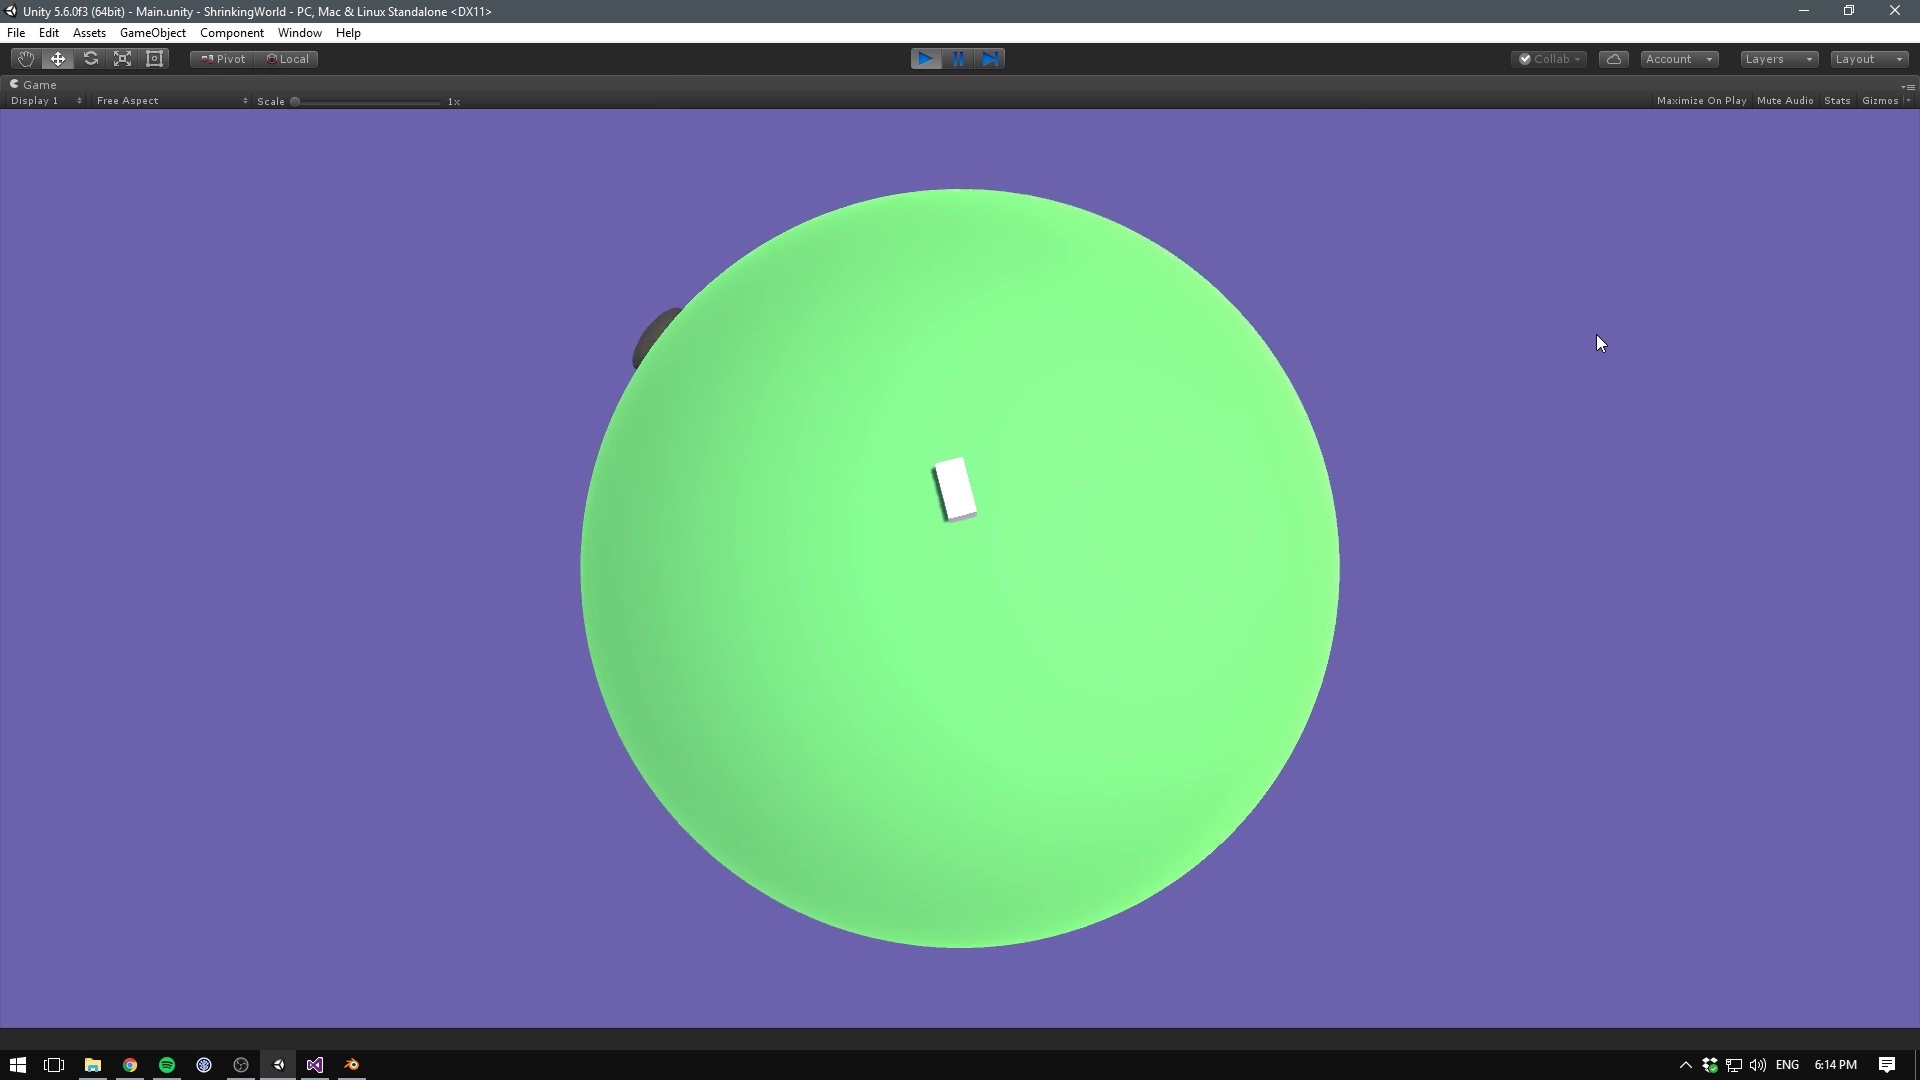 Unity 5.6.0f3 (64bit) - Main.unity - ShrinkingWorld - PC, Mac & Linux Standalone <DX11>
File Edit Assets GameObject Component Window Help
Pivot Local Collab Account Layers Layout
Game
Display 1 Free Aspect Scale 1x Maximize On Play Mute Audio Stats Gizmos
ENG 6:14 PM